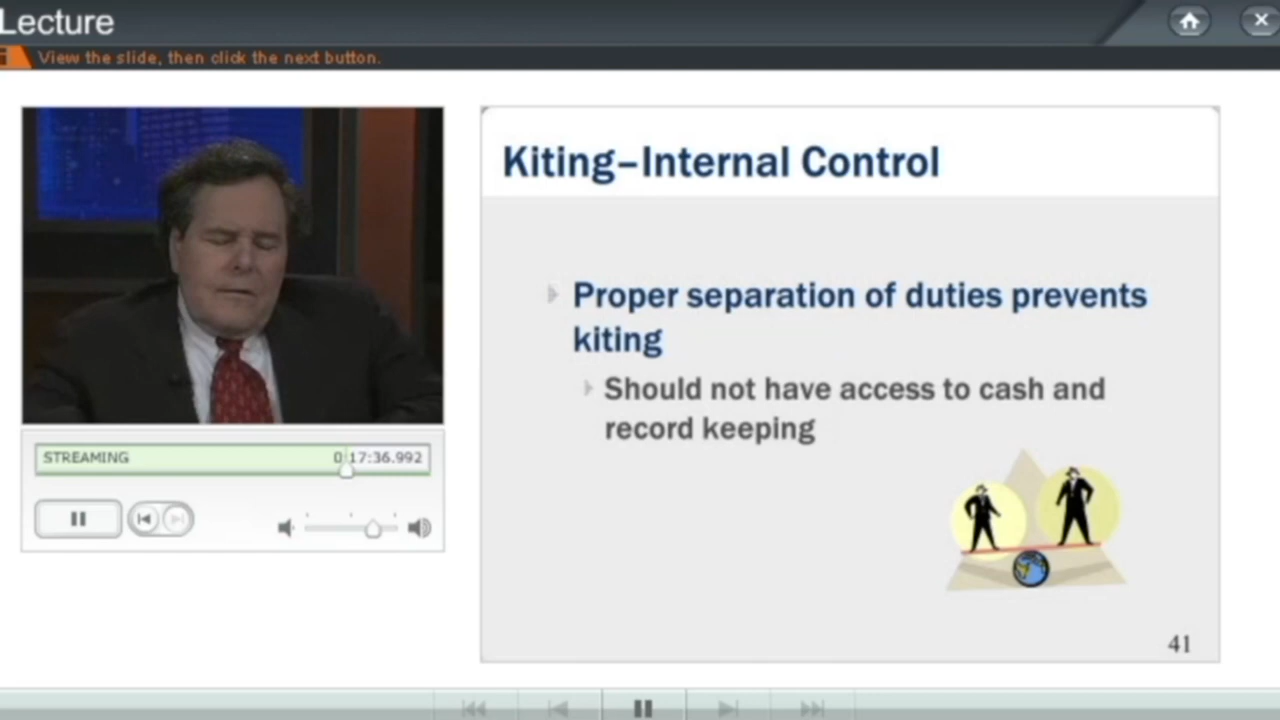 Lecture
View the slide, then click the next button.
Kiting–Internal Control
Proper separation of duties prevents
kiting
Should not have access to cash and
record keeping
STREAMING 0:17:36.992
41